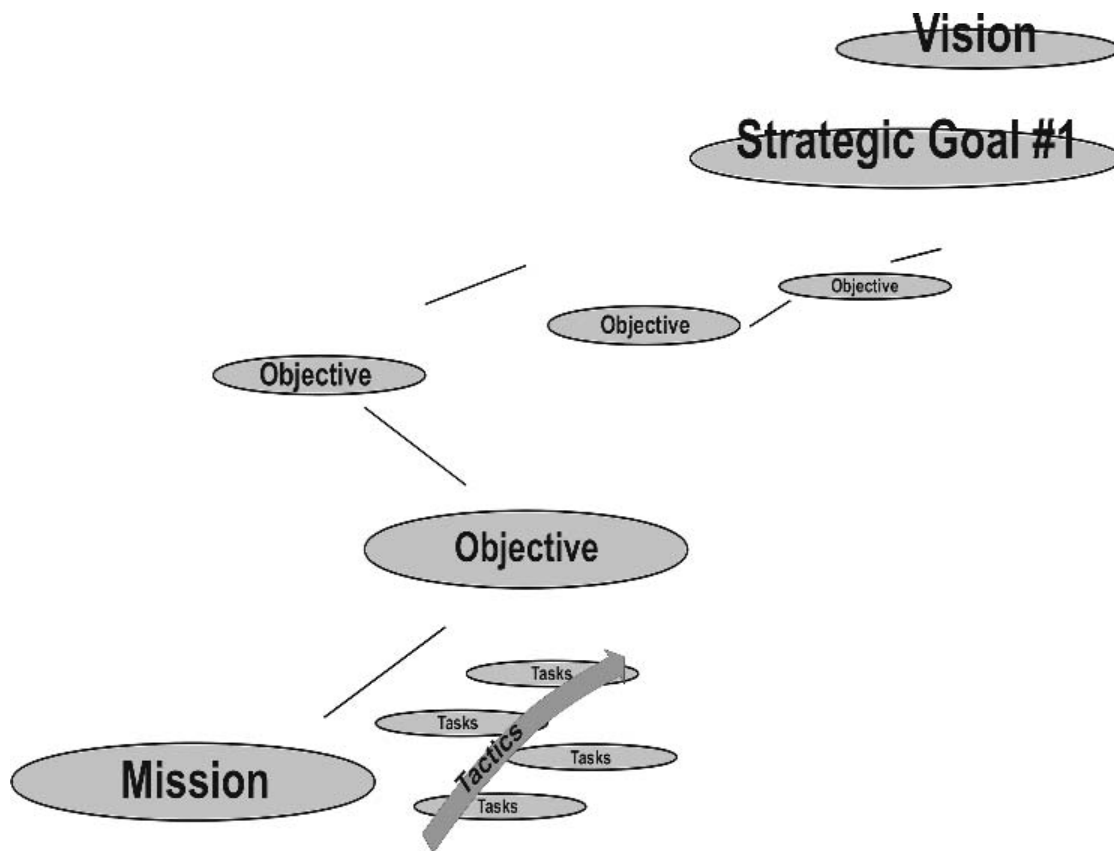 Vision
Strategic Goal #1
Objective
Objective
Objective
Objective
Tasks
Tasks
Tactics
Tasks
Mission
Tasks